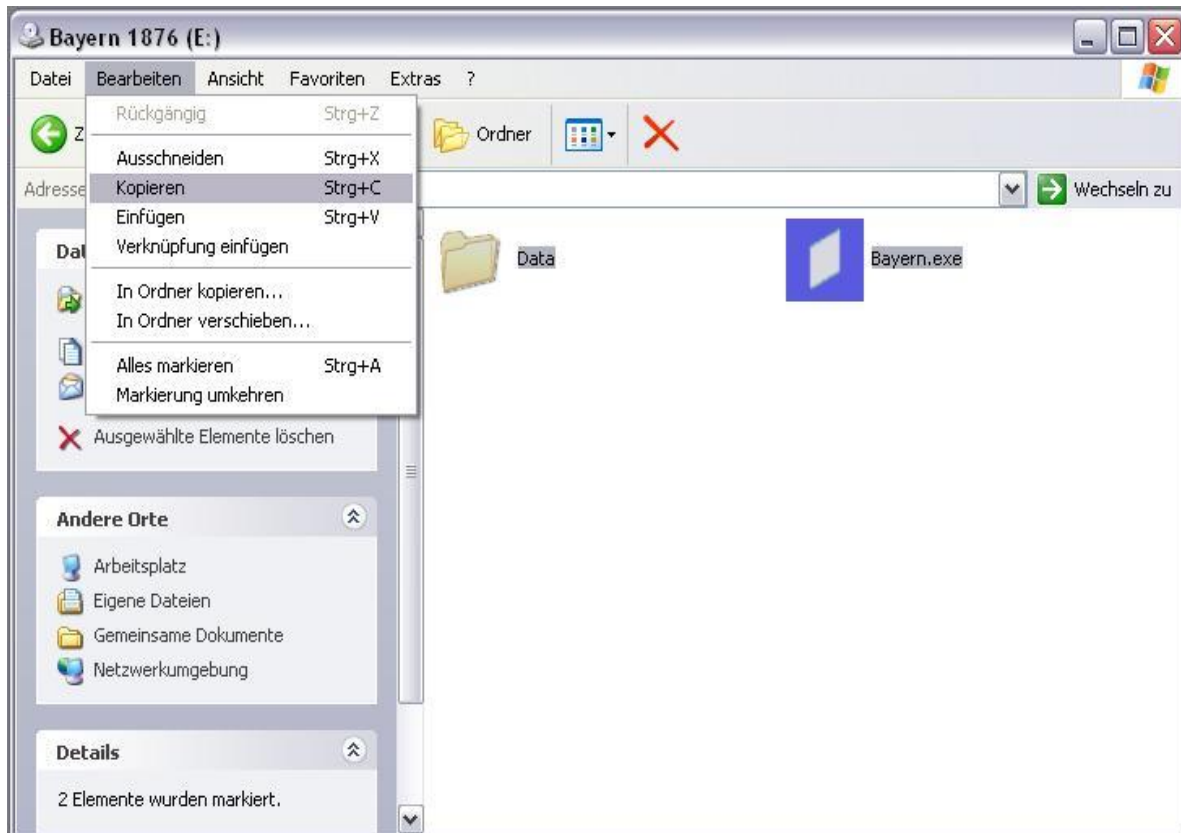 Bayern 1876 (E:)
Datei Bearbeiten Ansicht Favoriten Extras ?
Rückgängig Strg+Z
Z
Ordner
Ausschneiden Strg+X
Adresse
Kopieren Strg+C
Wechseln zu
Einfügen Strg+V
Verknüpfung einfügen
Dat
Data
Bayern.exe
In Ordner kopieren...
In Ordner verschieben...
Alles markieren Strg+A
Markierung umkehren
Ausgewählte Elemente löschen
Andere Orte
Arbeitsplatz
Eigene Dateien
Gemeinsame Dokumente
Netzwerkumgebung
Details
2 Elemente wurden markiert.